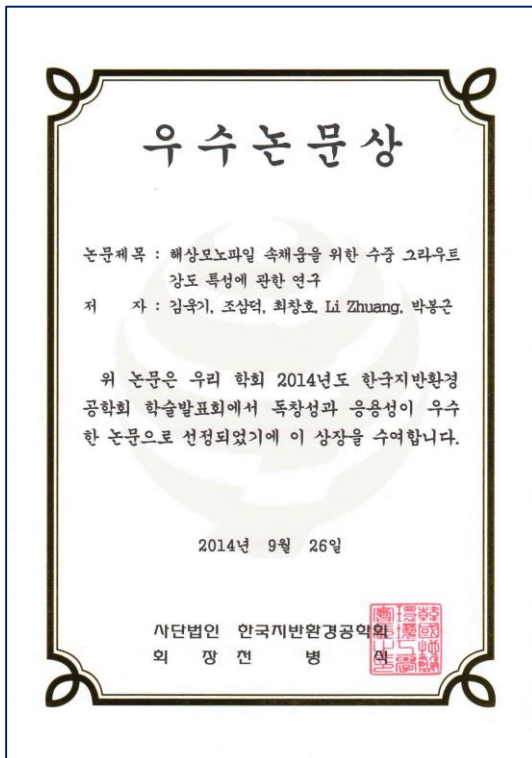 우수논문상
논문제목 : 해상모노파일 속채움을 위한 수중 그라우트
강도 특성에 관한 연구
저 자 : 김욱기, 조삼덕, 최창호, Li Zhuang, 박봉근
위 논문은 우리 학회 2014년도 한국지반환경
공학회 학술발표회에서 독창성과 응용성이 우수
한 논문으로 선정되었기에 이 상장을 수여합니다.
2014년 9월 26일
사단법인 한국지반환경공학회
회 장 천 병 식